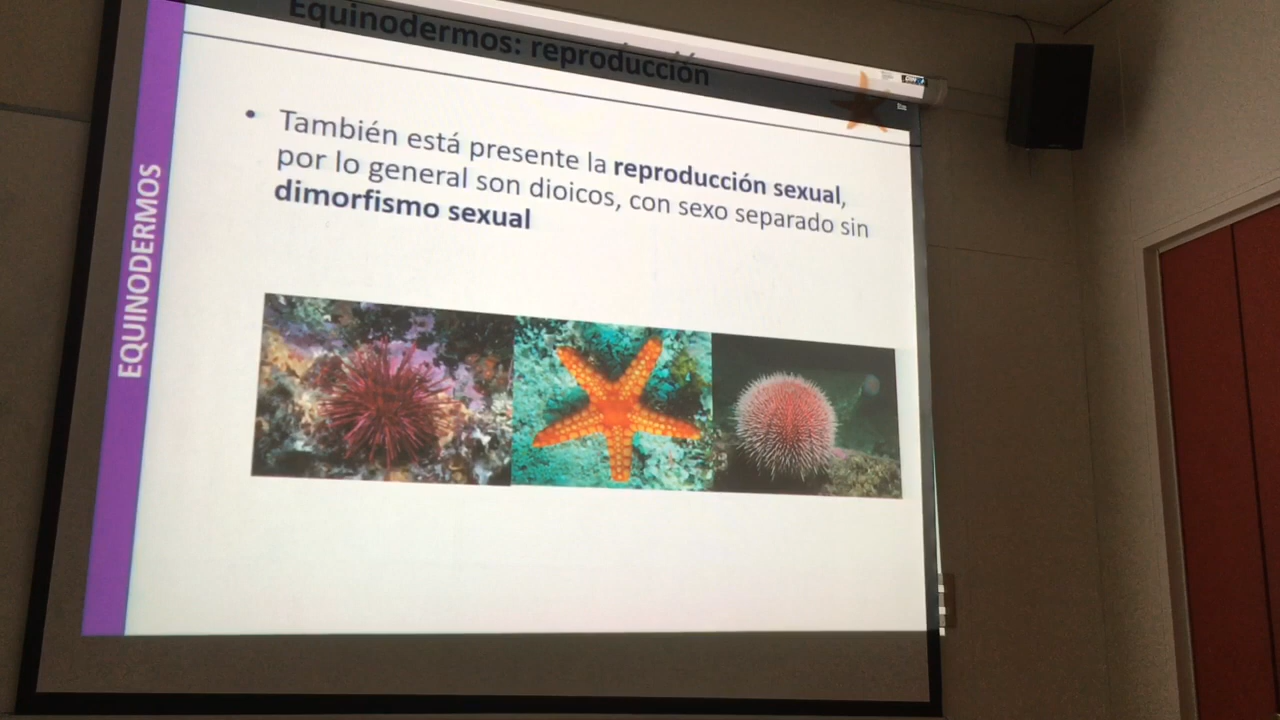 Equinodermos: reproducción
• También está presente la reproducción sexual,
por lo general son dioicos, con sexo separado sin
dimorfismo sexual
EQUINODERMOS